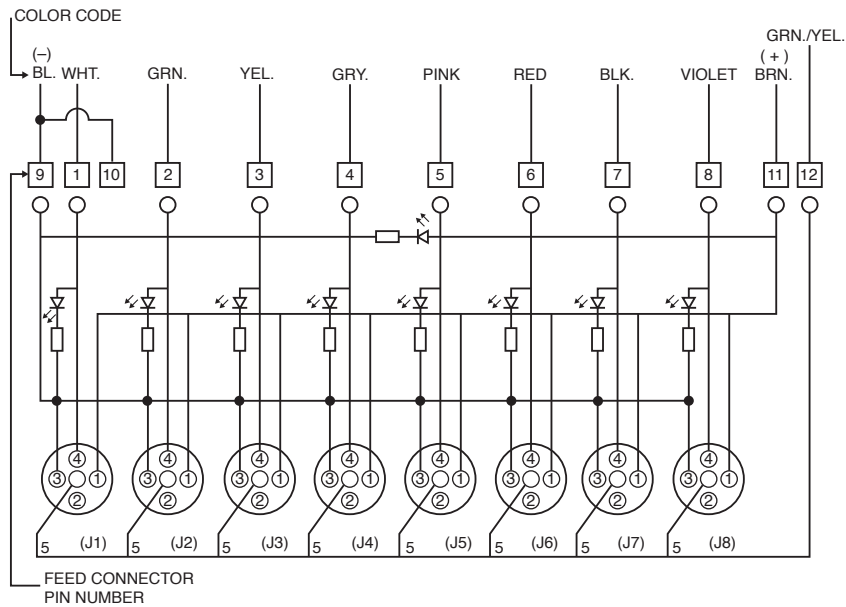 COLOR CODE
GRN./YEL.
(–) ( + )
BL. WHT. GRN. YEL. GRY. PINK RED BLK. VIOLET BRN.
9 1 10 2 3 4 5 6 7 8 11 12
4 4 4 4 4 4 4 4
3 1 3 1 3 1 3 1 3 1 3 1 3 1 3 1
2 2 2 2 2 2 2 2
5 (J1) 5 (J2) 5 (J3) 5 (J4) 5 (J5) 5 (J6) 5 (J7) 5 (J8)
FEED CONNECTOR
PIN NUMBER